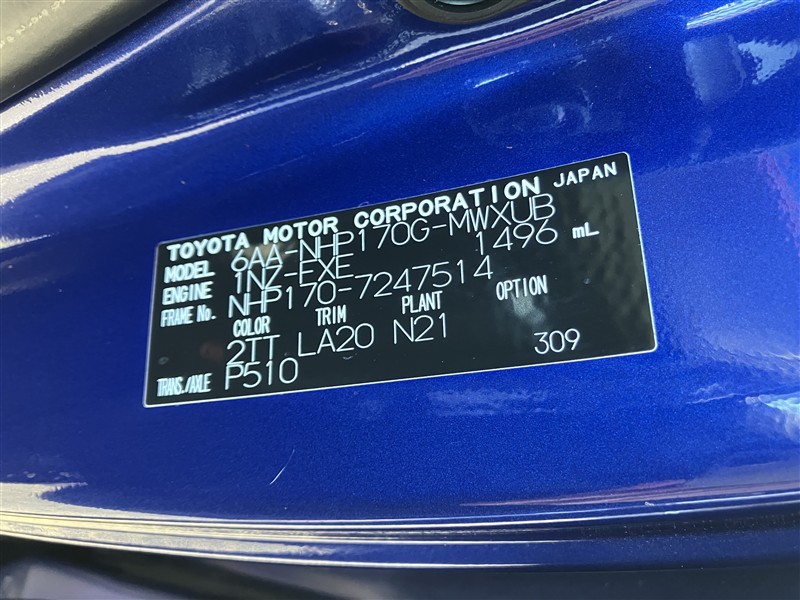 TOYOTA MOTOR CORPORATION JAPAN
MODEL 6AA-NHP170G-MWXUB
ENGINE 1NZ-FXE 1496 mL
FRAME No. NHP170-7247514
COLOR TRIM PLANT OPTION
2TT LA20 N21
TRANS./AXLE P510 309